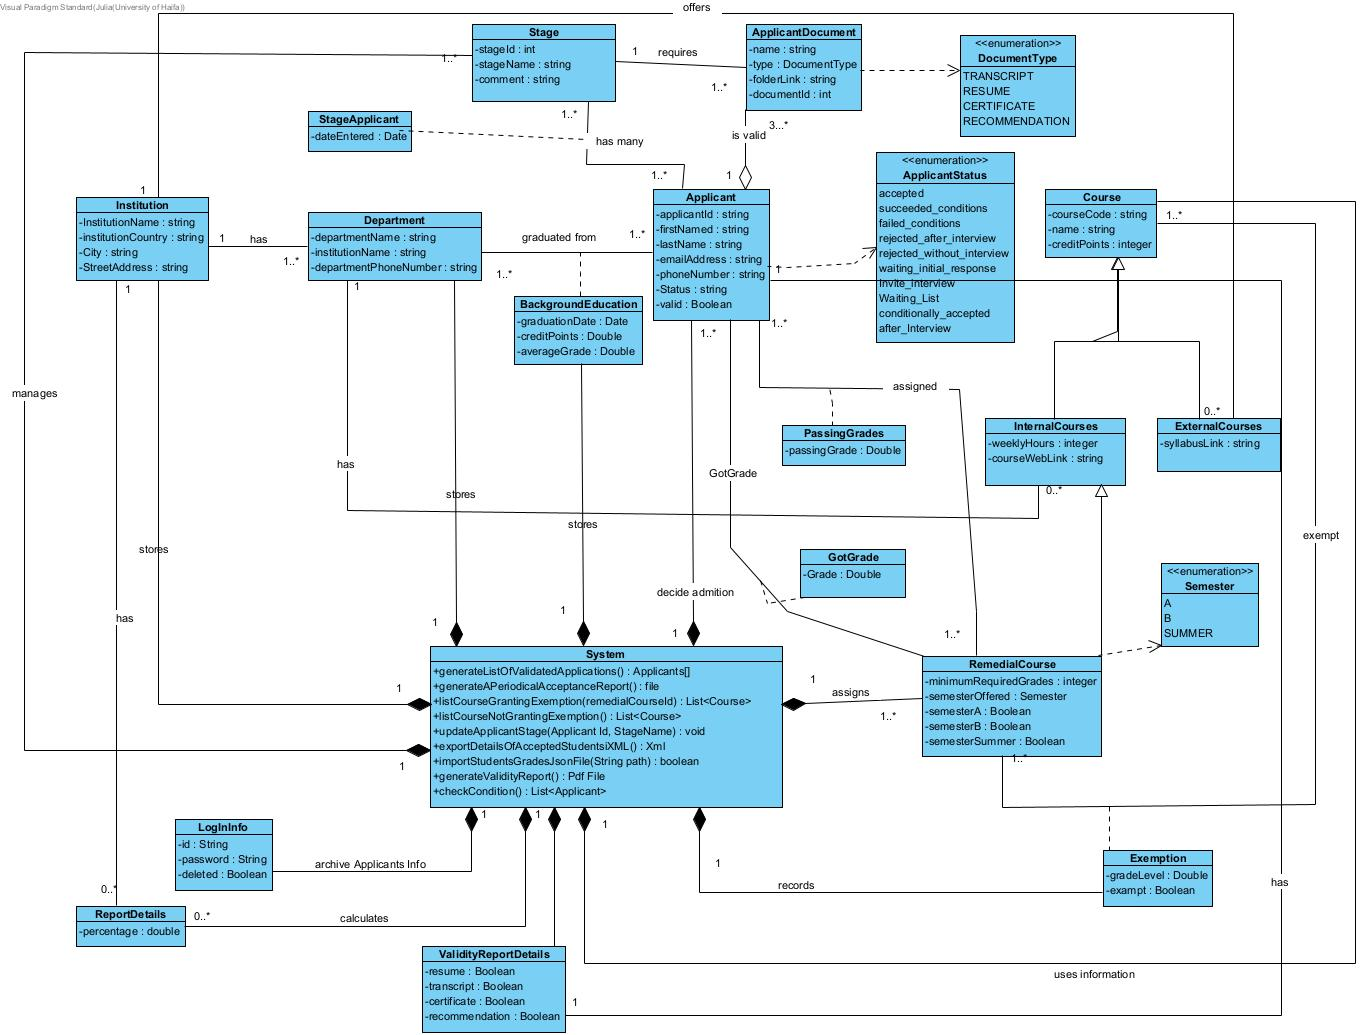 Visual Paradigm Standard(Julia(University of Haifa))
offers
Stage
-stageId : int
-stageName : string
-comment : string
1..*
1
requires
1..*
ApplicantDocument
-name : string
-type : DocumentType
-folderLink : string
-documentId : int
<<enumeration>>
DocumentType
TRANSCRIPT
RESUME
CERTIFICATE
RECOMMENDATION
StageApplicant
-dateEntered : Date
1..*
has many
1..*
3...*
is valid
1
<<enumeration>>
ApplicantStatus
accepted
succeeded_conditions
failed_conditions
rejected_after_interview
rejected_without_interview
waiting_initial_response
Invite_Interview
Waiting_List
conditionally_accepted
after_Interview
1
Institution
-InstitutionName : string
-institutionCountry : string
-City : string
-StreetAddress : string
1
has
1..*
Department
-departmentName : string
-institutionName : string
-departmentPhoneNumber : string
graduated from
1..*
1..*
Applicant
-applicantId : string
-firstNamed : string
-lastName : string
-emailAddress : string
-phoneNumber : string
-Status : string
-valid : Boolean
1
Course
-courseCode : string
-name : string
-creditPoints : integer
1..*
1
1
BackgroundEducation
-graduationDate : Date
-creditPoints : Double
-averageGrade : Double
1..*
1..*
manages
assigned
PassingGrades
-passingGrade : Double
0..*
InternalCourses
-weeklyHours : integer
-courseWebLink : string
ExternalCourses
-syllabusLink : string
has
GotGrade
0..*
stores
stores
stores
exempt
GotGrade
-Grade : Double
<<enumeration>>
Semester
A
B
SUMMER
has
decide admition
1
1
1
1..*
System
+generateListOfValidatedApplications() : Applicants[]
+generateAPeriodicalAcceptanceReport() : file
+listCourseGrantingExemption(remedialCourseId) : List<Course>
+listCourseNotGrantingExemption() : List<Course>
+updateApplicantStage(Applicant Id, StageName) : void
+exportDetailsOfAcceptedStudentsiXML() : Xml
+importStudentsGradesJsonFile(String path) : boolean
+generateValidityReport() : Pdf File
+checkCondition() : List<Applicant>
1
1
1
assigns
1..*
RemedialCourse
-minimumRequiredGrades : integer
-semesterOffered : Semester
-semesterA : Boolean
-semesterB : Boolean
-semesterSummer : Boolean
1..*
LogInInfo
-id : String
-password : String
-deleted : Boolean
archive Applicants Info
1
1
1
1
records
Exemption
-gradeLevel : Double
-exampt : Boolean
has
0..*
ReportDetails
-percentage : double
0..*
calculates
ValidityReportDetails
-resume : Boolean
-transcript : Boolean
-certificate : Boolean
-recommendation : Boolean
1
uses information